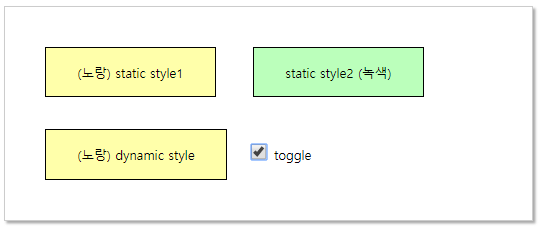 (노랑) static style1
static style2 (녹색)
(노랑) dynamic style
toggle